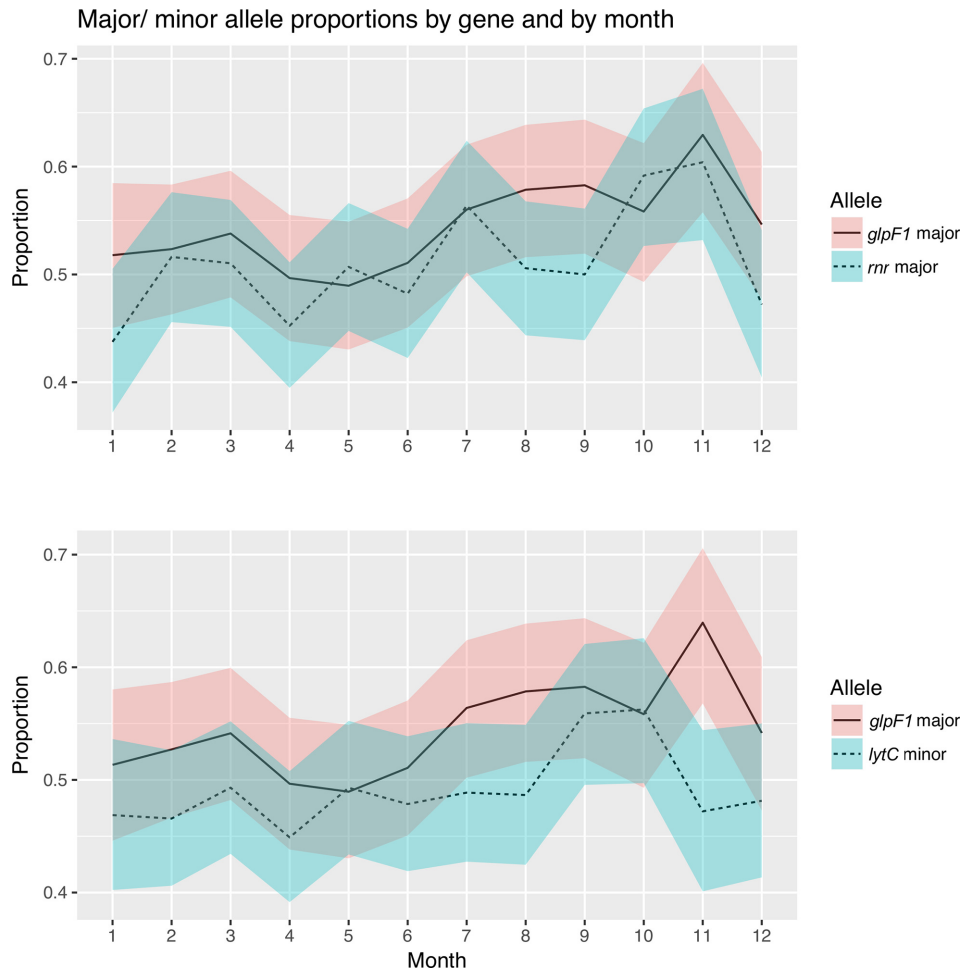 Major/ minor allele proportions by gene and by month
0.7
0.6
0.5
0.4
Proportion
1 2 3 4 5 6 7 8 9 10 11 12
Allele
glpF1 major
rnr major
0.7
0.6
0.5
0.4
Proportion
1 2 3 4 5 6 7 8 9 10 11 12
Month
Allele
glpF1 major
lytC minor